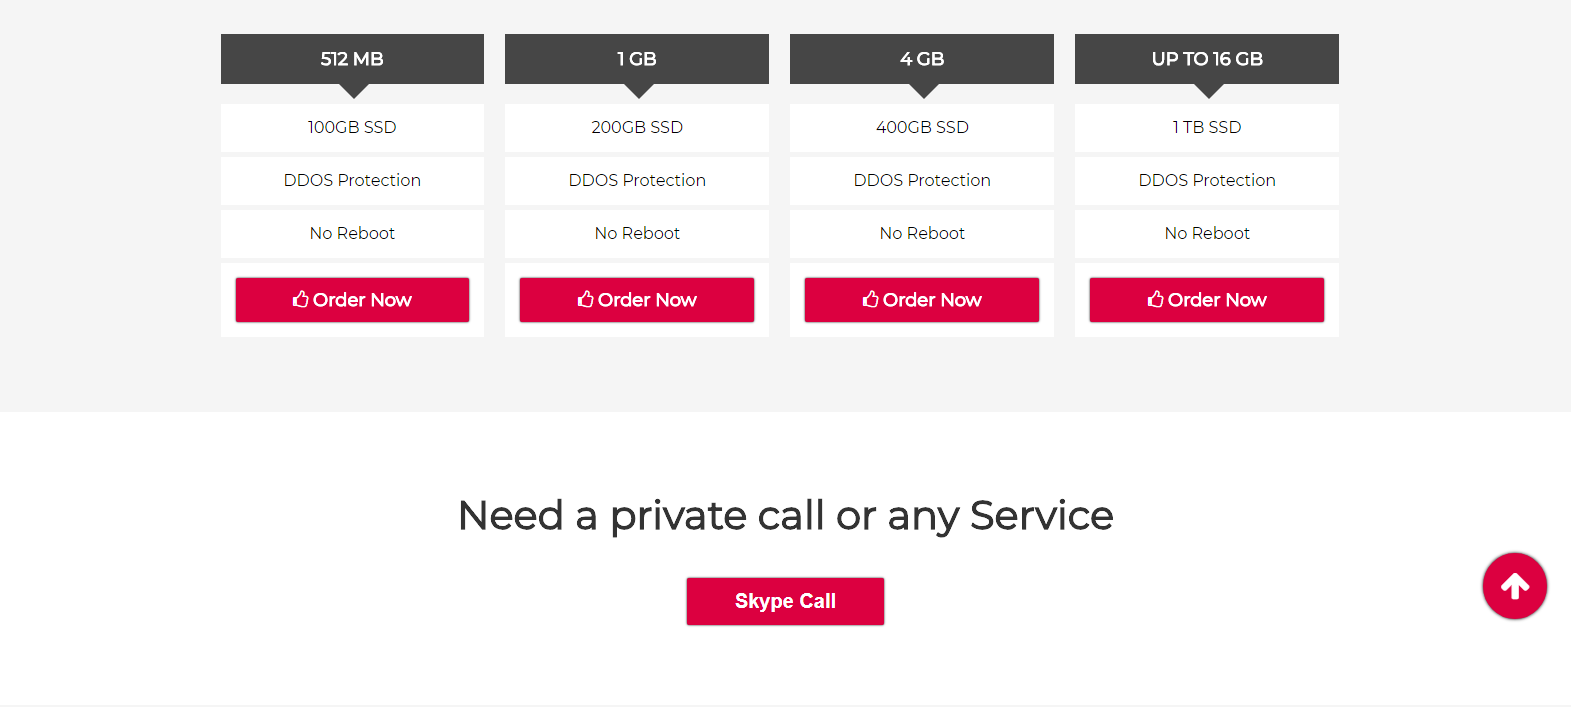 512 MB
100GB SSD
DDOS Protection
No Reboot
Order Now
1 GB
200GB SSD
DDOS Protection
No Reboot
Order Now
4 GB
400GB SSD
DDOS Protection
No Reboot
Order Now
UP TO 16 GB
1 TB SSD
DDOS Protection
No Reboot
Order Now
Need a private call or any Service
Skype Call